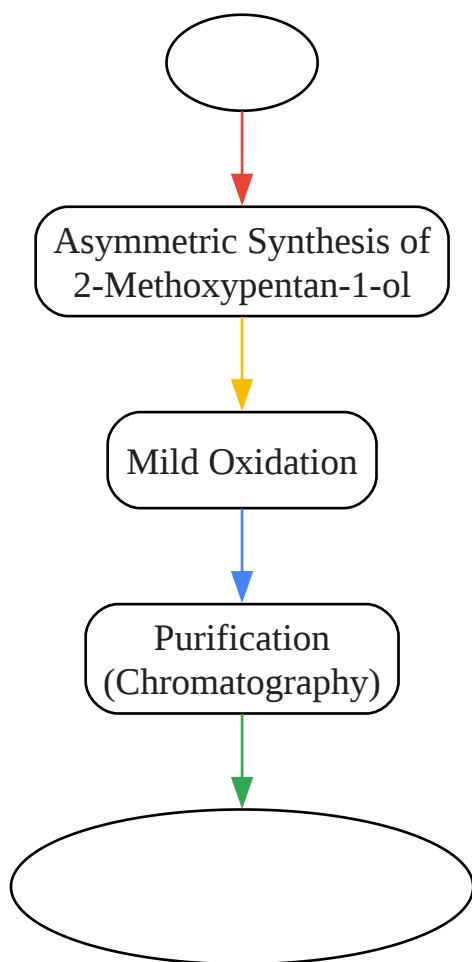 Asymmetric Synthesis of
2-Methoxypentan-1-ol
Mild Oxidation
Purification
(Chromatography)